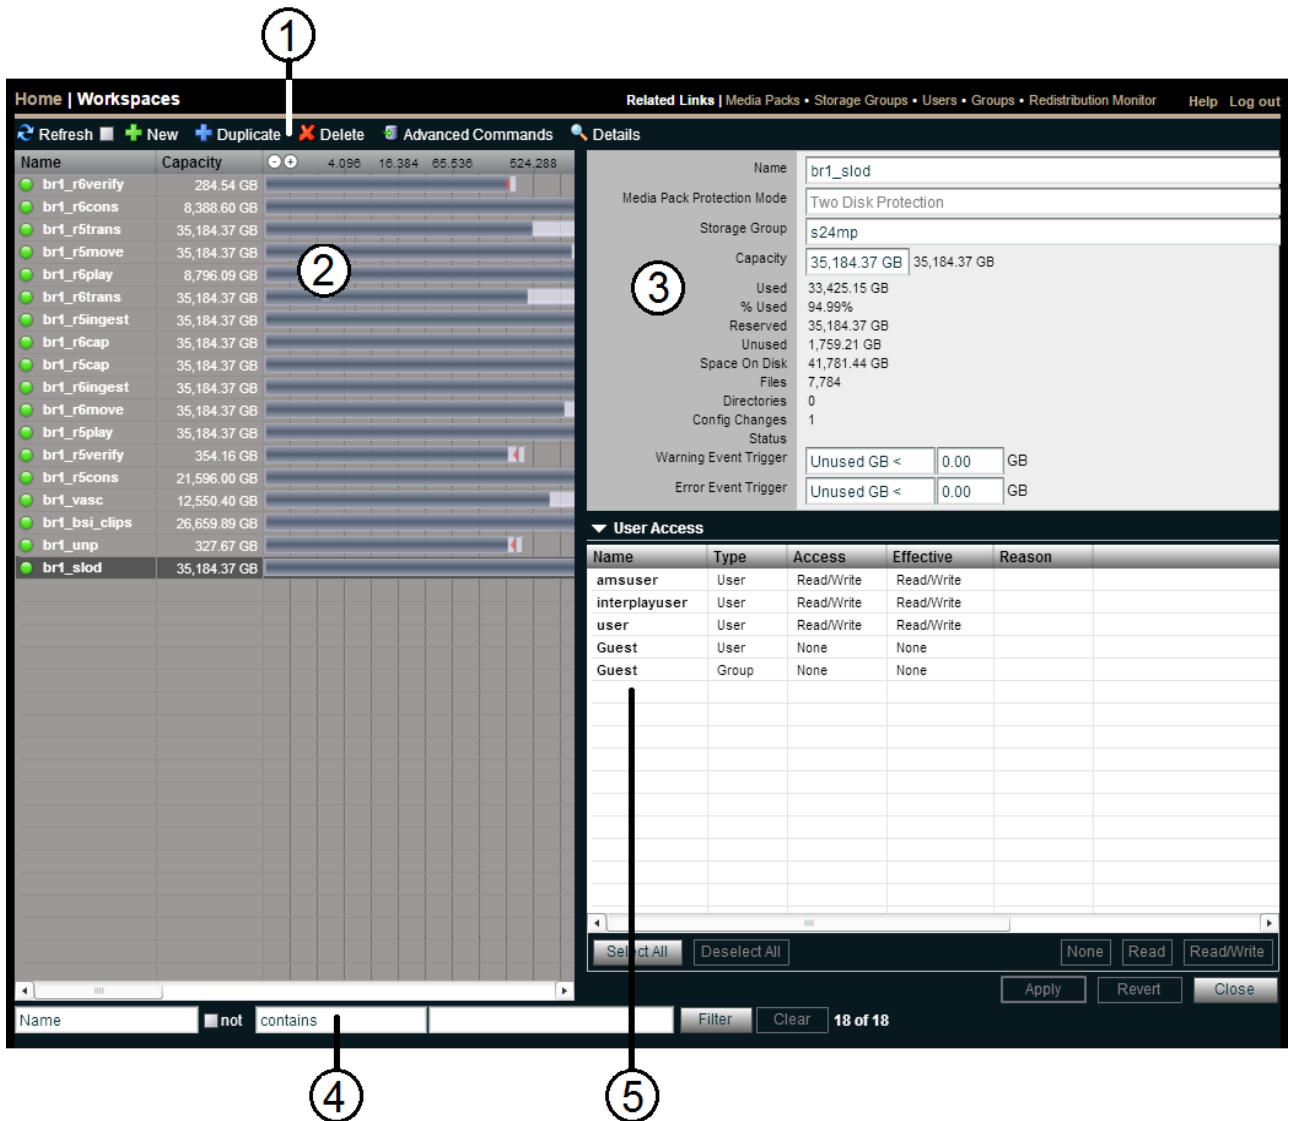 1
Home | Workspaces
Related Links | Media Packs • Storage Groups • Users • Groups • Redistribution Monitor Help Log out
Refresh New Duplicate Delete Advanced Commands Details
Name Capacity - + 4,096 16,384 65,536 524,288
br1_r6verify 284.54 GB
br1_r6cons 8,388.60 GB
br1_r5trans 35,184.37 GB
br1_r5move 35,184.37 GB
br1_r6play 8,796.09 GB
br1_r6trans 35,184.37 GB
br1_r5ingest 35,184.37 GB
br1_r6cap 35,184.37 GB
br1_r5cap 35,184.37 GB
br1_r6ingest 35,184.37 GB
br1_r6move 35,184.37 GB
br1_r5play 35,184.37 GB
br1_r5verify 354.16 GB
br1_r5cons 21,596.00 GB
br1_vasc 12,550.40 GB
br1_bsi_clips 26,659.89 GB
br1_unp 327.67 GB
br1_slod 35,184.37 GB
2
3
Name br1_slod
Media Pack Protection Mode Two Disk Protection
Storage Group s24mp
Capacity 35,184.37 GB 35,184.37 GB
Used 33,425.15 GB
% Used 94.99%
Reserved 35,184.37 GB
Unused 1,759.21 GB
Space On Disk 41,781.44 GB
Files 7,784
Directories 0
Config Changes 1
Status
Warning Event Trigger Unused GB < 0.00 GB
Error Event Trigger Unused GB < 0.00 GB
User Access
Name Type Access Effective Reason
amsuser User Read/Write Read/Write
interplayuser User Read/Write Read/Write
user User Read/Write Read/Write
Guest User None None
Guest Group None None
Select All Deselect All None Read Read/Write
Apply Revert Close
Name not contains Filter Clear 18 of 18
4
5